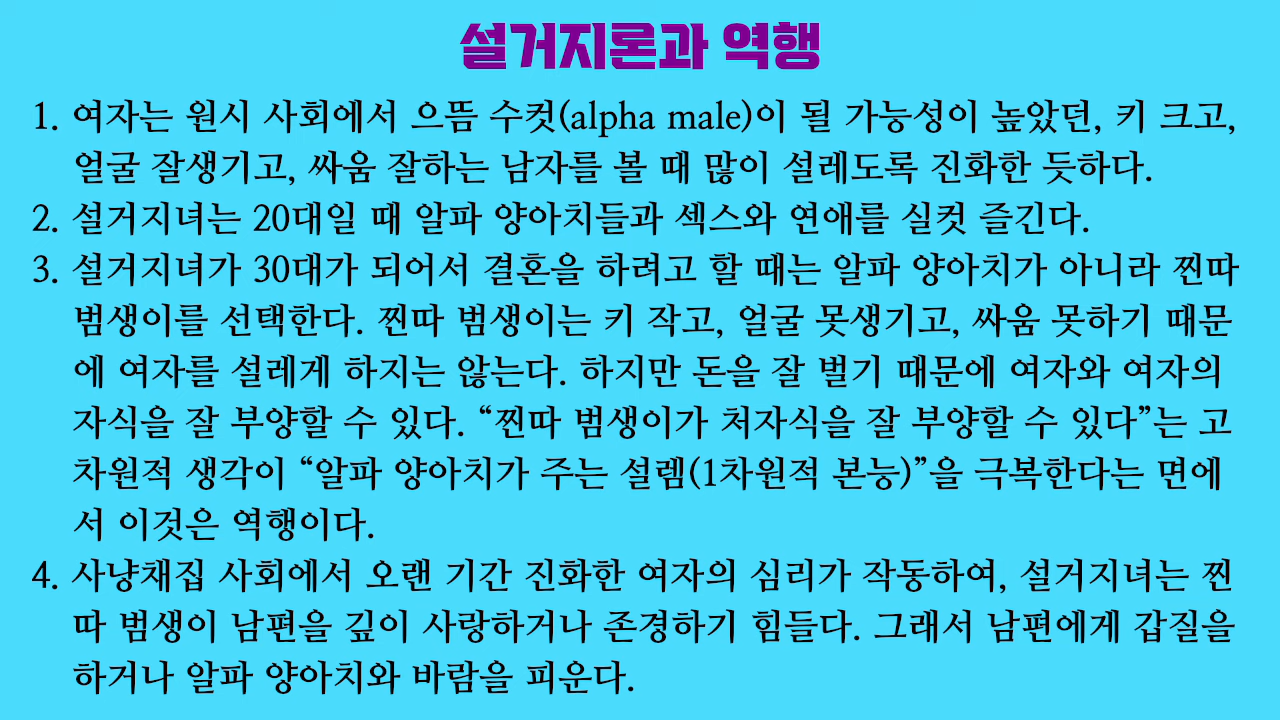 설거지론과 역행
1. 여자는 원시 사회에서 으뜸 수컷(alpha male)이 될 가능성이 높았던, 키 크고,
얼굴 잘생기고, 싸움 잘하는 남자를 볼 때 많이 설레도록 진화한 듯하다.
2. 설거지녀는 20대일 때 알파 양아치들과 섹스와 연애를 실컷 즐긴다.
3. 설거지녀가 30대가 되어서 결혼을 하려고 할 때는 알파 양아치가 아니라 찐따
범생이를 선택한다. 찐따 범생이는 키 작고, 얼굴 못생기고, 싸움 못하기 때문
에 여자를 설레게 하지는 않는다. 하지만 돈을 잘 벌기 때문에 여자와 여자의
자식을 잘 부양할 수 있다. “찐따 범생이가 처자식을 잘 부양할 수 있다”는 고
차원적 생각이 “알파 양아치가 주는 설렘(1차원적 본능)”을 극복한다는 면에
서 이것은 역행이다.
4. 사냥채집 사회에서 오랜 기간 진화한 여자의 심리가 작동하여, 설거지녀는 찐
따 범생이 남편을 깊이 사랑하거나 존경하기 힘들다. 그래서 남편에게 갑질을
하거나 알파 양아치와 바람을 피운다.